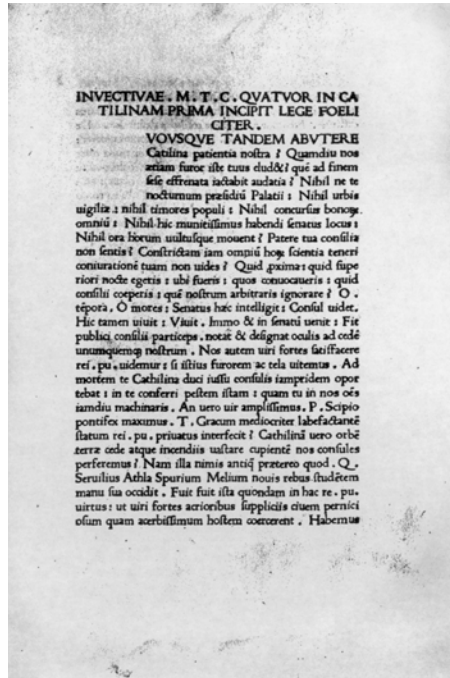 INVECTIVAE . M . T . C . QVATVOR IN CA
TILINAM PRIMA INCIPIT LEGE FOELI
CITER .
VOVSQVE TANDEM ABVTERE
Catilina patientia nostra ? Quamdiu nos
etiam furor iste tuus eludet ? quē ad finem
sese effrenata iactabit audatia ? Nihil ne te
nocturnum præsidiū Palatii : Nihil urbis
uigiliæ : nihil timores populi : Nihil concursus bonoꝝ
omniū : Nihil hic munitissimus habendi senatus locus :
Nihil ora horum uultusque mouent ? Patere tua consilia
non sentis ? Constrictam iam omniū hoꝝ scientia teneri
coniurationē tuam non uides ? Quid ꝓxima : quid supe
riori nocte egeris : ubi fueris : quos conuocaueris : quid
consilii coeperis : quē nostrum arbitraris ignorare ? O .
tēpora , O mores : Senatus hæc intelligit : Consul uidet .
Hic tamen uiuit : Viuit . Immo & in senatū uenit : Fit
publici consilii particeps . notat & designat oculis ad cedē
unumquemqꝫ nostrum . Nos autem uiri fortes satisfacere
rei . pu . uidemur : si istius furorem ac tela uitemus . Ad
mortem te Cathilina duci iussu consulis iampridem opor
tebat : in te conferri pestem istam : quam tu in nos oēs
iamdiu machinaris . An uero uir amplissimus . P . Scipio
pontifex maximus . T . Gracum mediocriter labefactantē
statum rei . pu . priuatus interfecit ? Cathilinā uero orbē
terræ cede atque incendiis uastare cupientē nos consules
perferemus ? Nam illa nimis antiq̄ prætereo quod . Q .
Seruilius Athla Spurium Melium nouis rebus studētem
manu sua occidit . Fuit fuit ista quondam in hac re . pu .
uirtus : ut uiri fortes acrioribus suppliciis ciuem pernici
osum quam acerbissimum hostem coercerent . Habemus